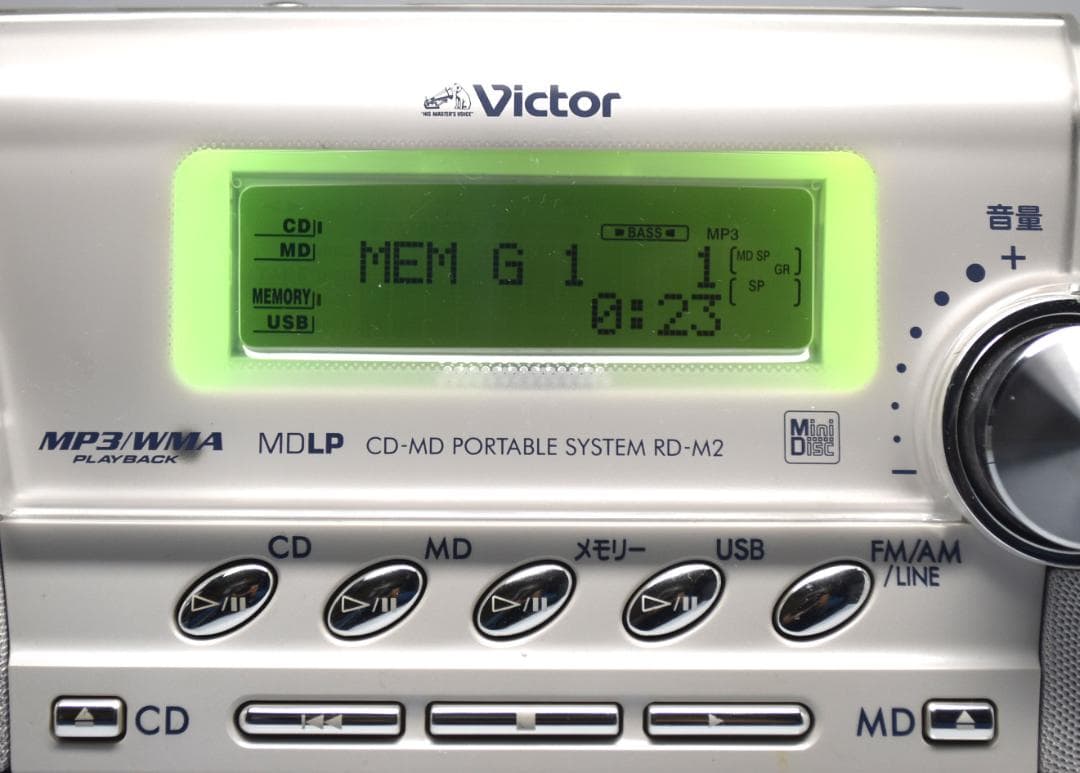 "HIS MASTER'S VOICE" Victor
音量
CD
MD
MEMORY
USB
BASS MP3
MEM G 1 1
MD SP
GR
SP
0:23
MP3/WMA
PLAYBACK
MDLP
CD-MD PORTABLE SYSTEM RD-M2
Mini
Disc
CD MD メモリー USB FM/AM
/LINE
CD MD